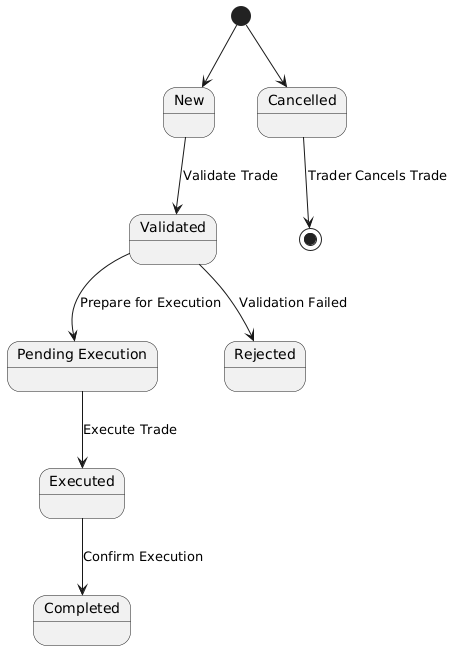 New
Cancelled
Validate Trade
Trader Cancels Trade
Validated
Prepare for Execution
Validation Failed
Pending Execution
Rejected
Execute Trade
Executed
Confirm Execution
Completed